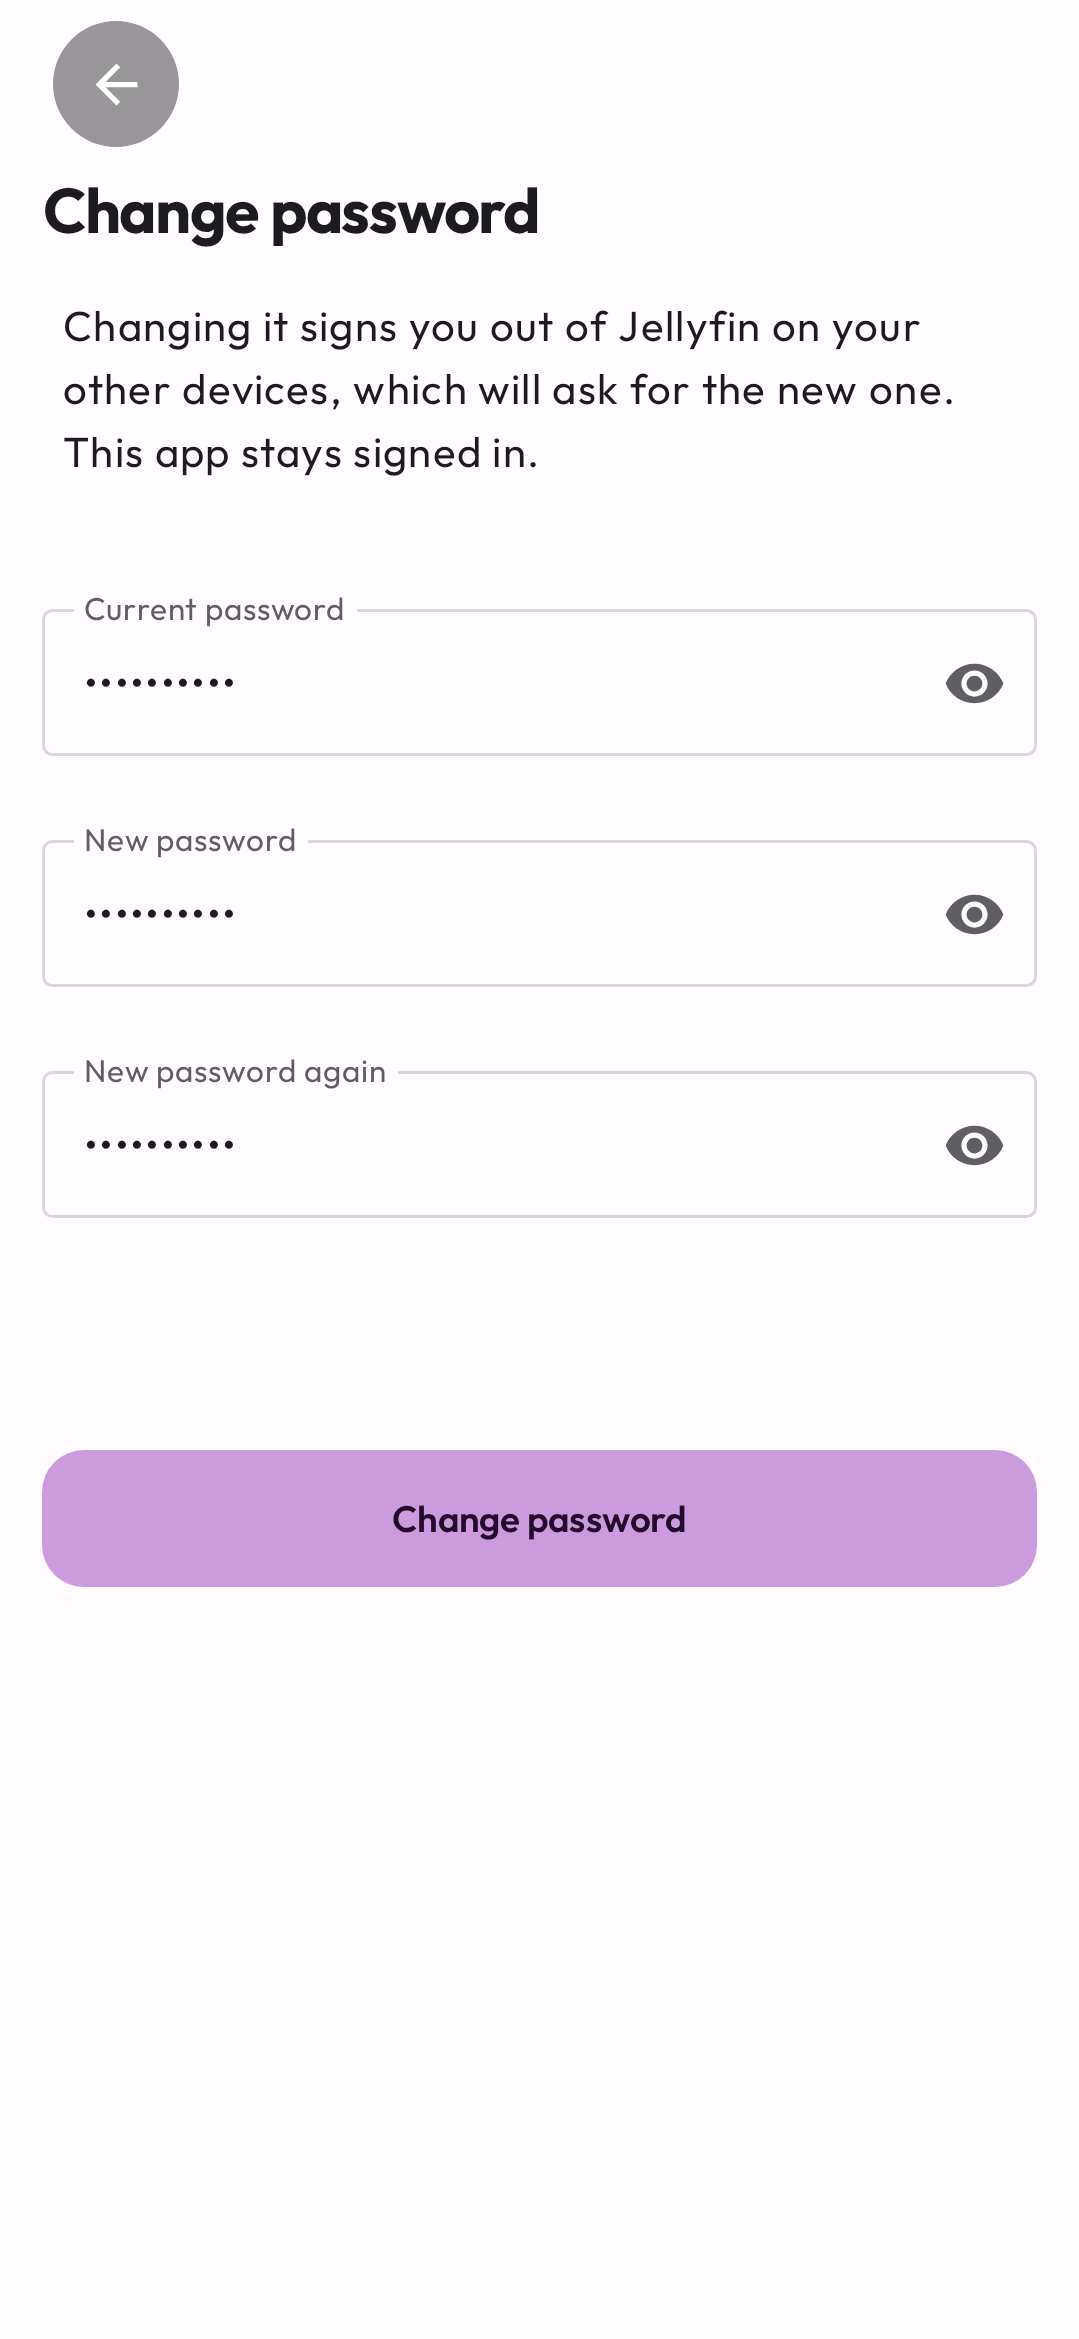 Change password
Changing it signs you out of Jellyfin on your
other devices, which will ask for the new one.
This app stays signed in.
Current password
••••••••••
New password
••••••••••
New password again
••••••••••
Change password